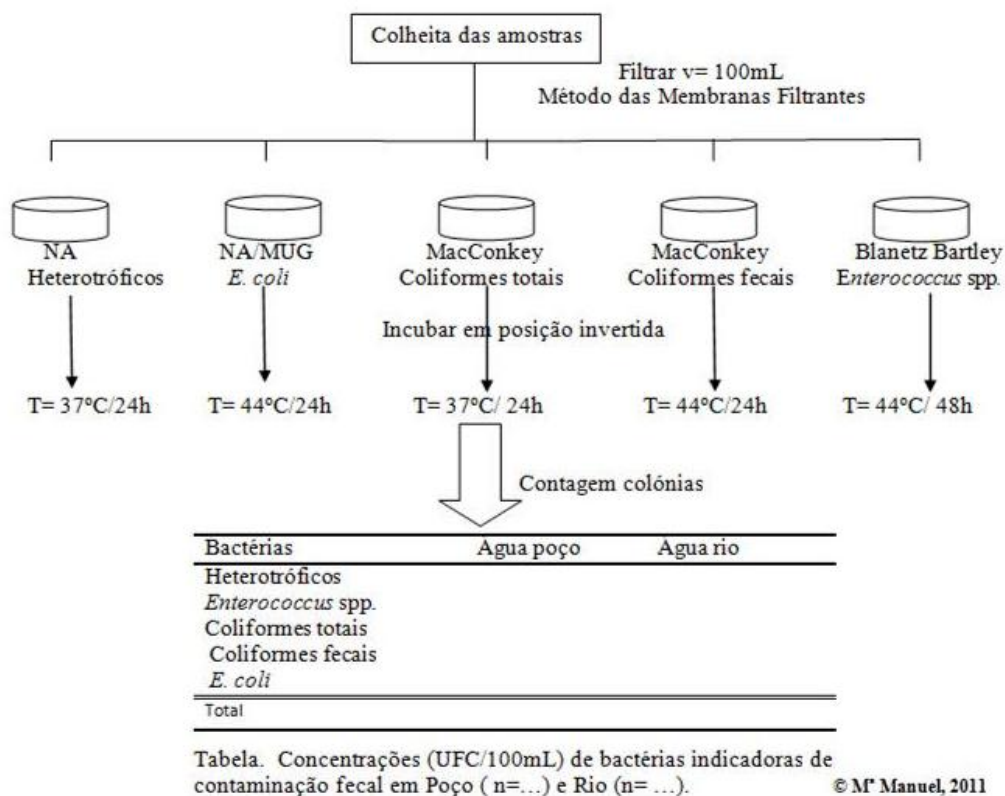 Colheita das amostras
Filtrar v= 100mL
Método das Membranas Filtrantes
NA
Heterotróficos
NA/MUG
E. coli
MacConkey
Coliformes totais
MacConkey
Coliformes fecais
Blanetz Bartley
Enterococcus spp.
Incubar em posição invertida
T= 37ºC/24h
T= 44ºC/24h
T= 37ºC/ 24h
T= 44ºC/24h
T= 44ºC/ 48h
Contagem colónias
Bactérias Água poço Água rio
Heterotróficos
Enterococcus spp.
Coliformes totais
Coliformes fecais
E. coli
Total
Tabela. Concentrações (UFC/100mL) de bactérias indicadoras de
contaminação fecal em Poço ( n=...) e Rio (n= ...).
© Mª Manuel, 2011